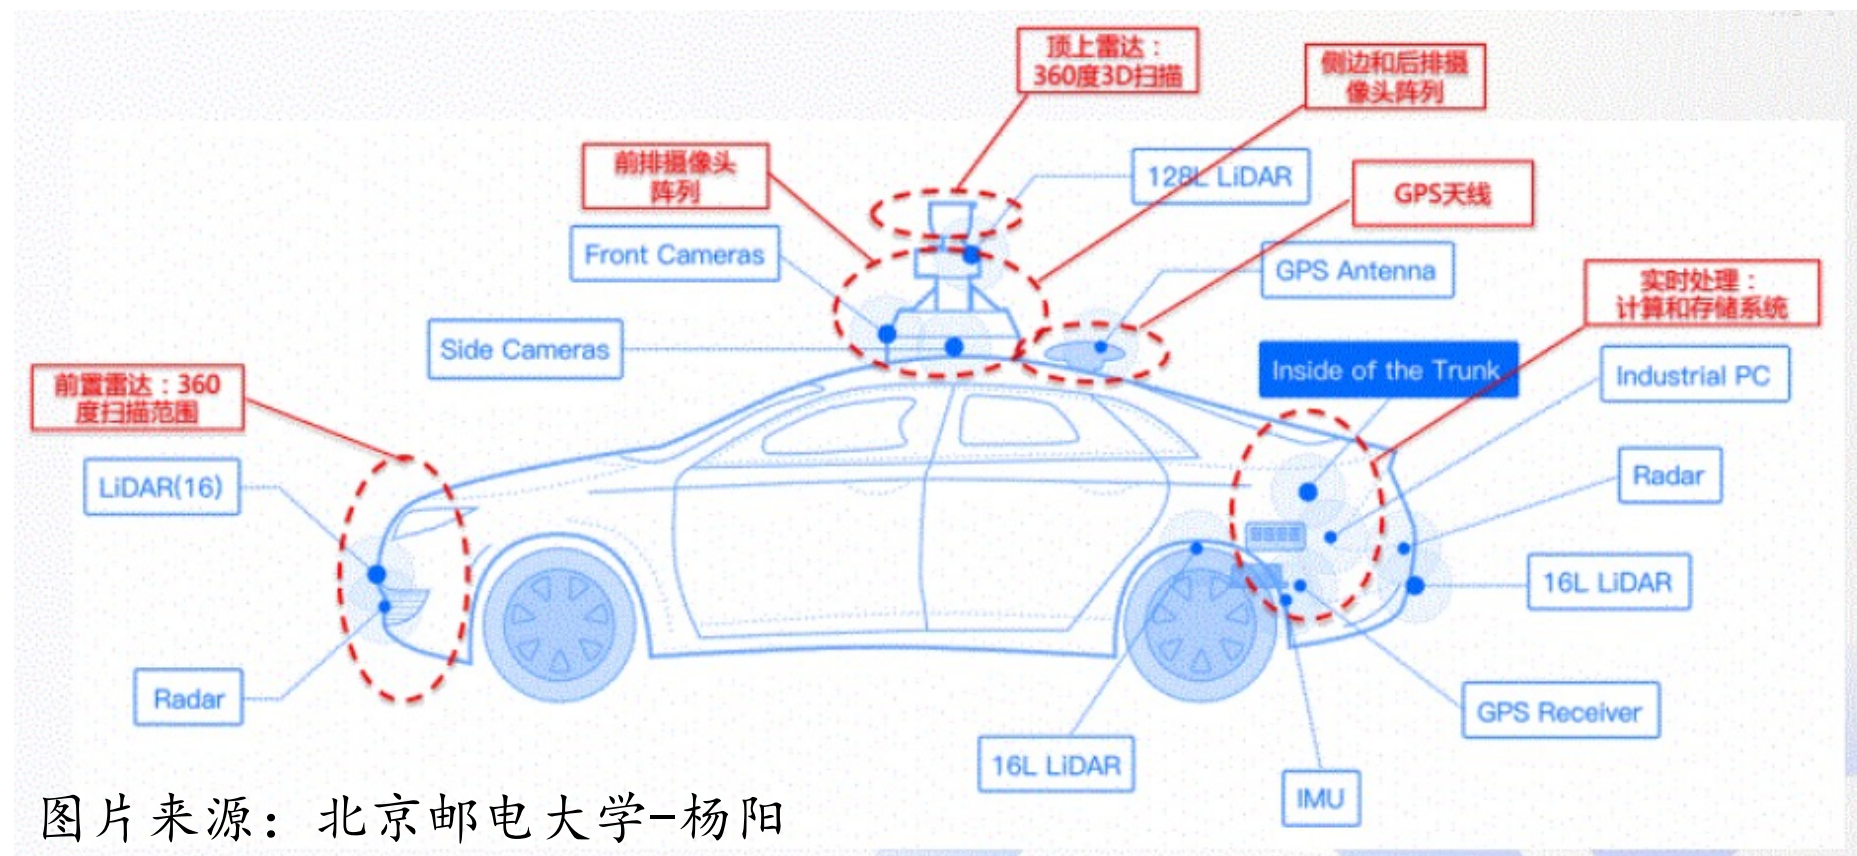 顶上雷达：
360度3D扫描
侧边和后排摄
像头阵列
前排摄像头
阵列
128L LiDAR
GPS天线
Front Cameras
GPS Antenna
实时处理：
计算和存储系统
Side Cameras
Inside of the Trunk
Industrial PC
前置雷达：360
度扫描范围
LiDAR(16)
Radar
16L LiDAR
Radar
GPS Receiver
16L LiDAR
IMU
图片来源：北京邮电大学-杨阳